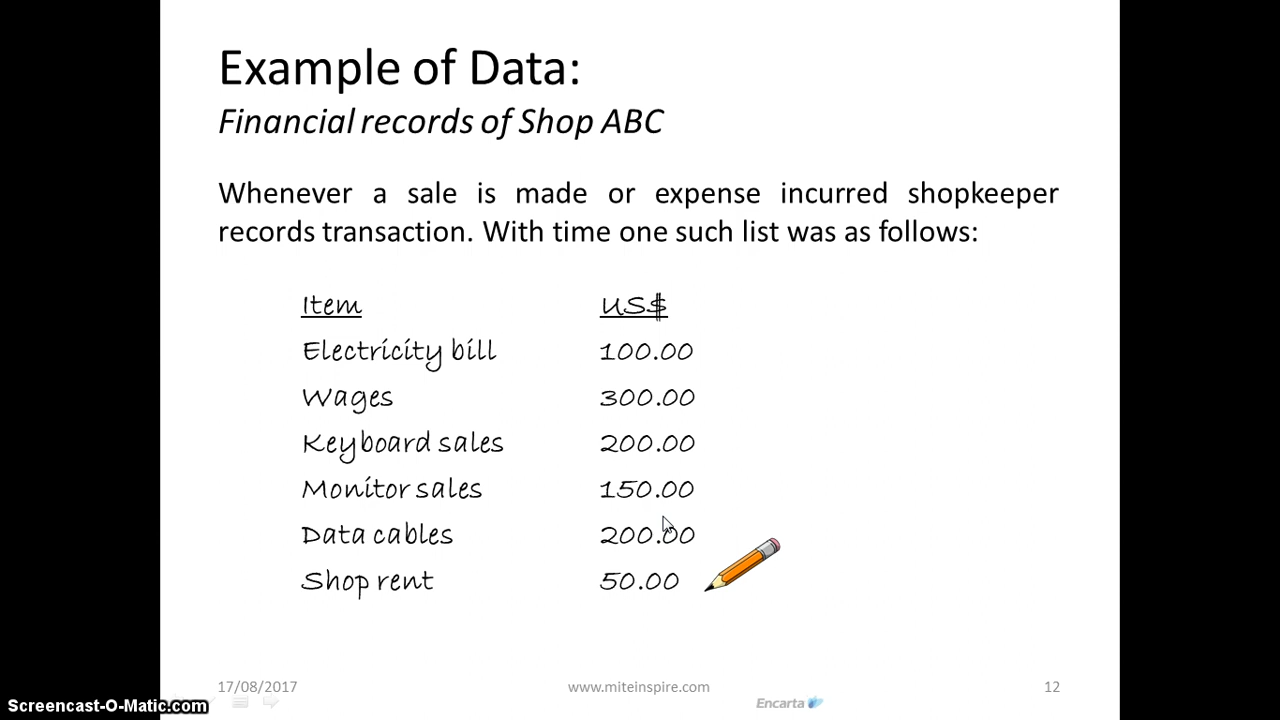 Example of Data:
Financial records of Shop ABC
Whenever a sale is made or expense incurred shopkeeper
records transaction. With time one such list was as follows:
Item US$
Electricity bill 100.00
Wages 300.00
Keyboard sales 200.00
Monitor sales 150.00
Data cables 200.00
Shop rent 50.00
17/08/2017 www.miteinspire.com 12
Encarta
Screencast-O-Matic.com